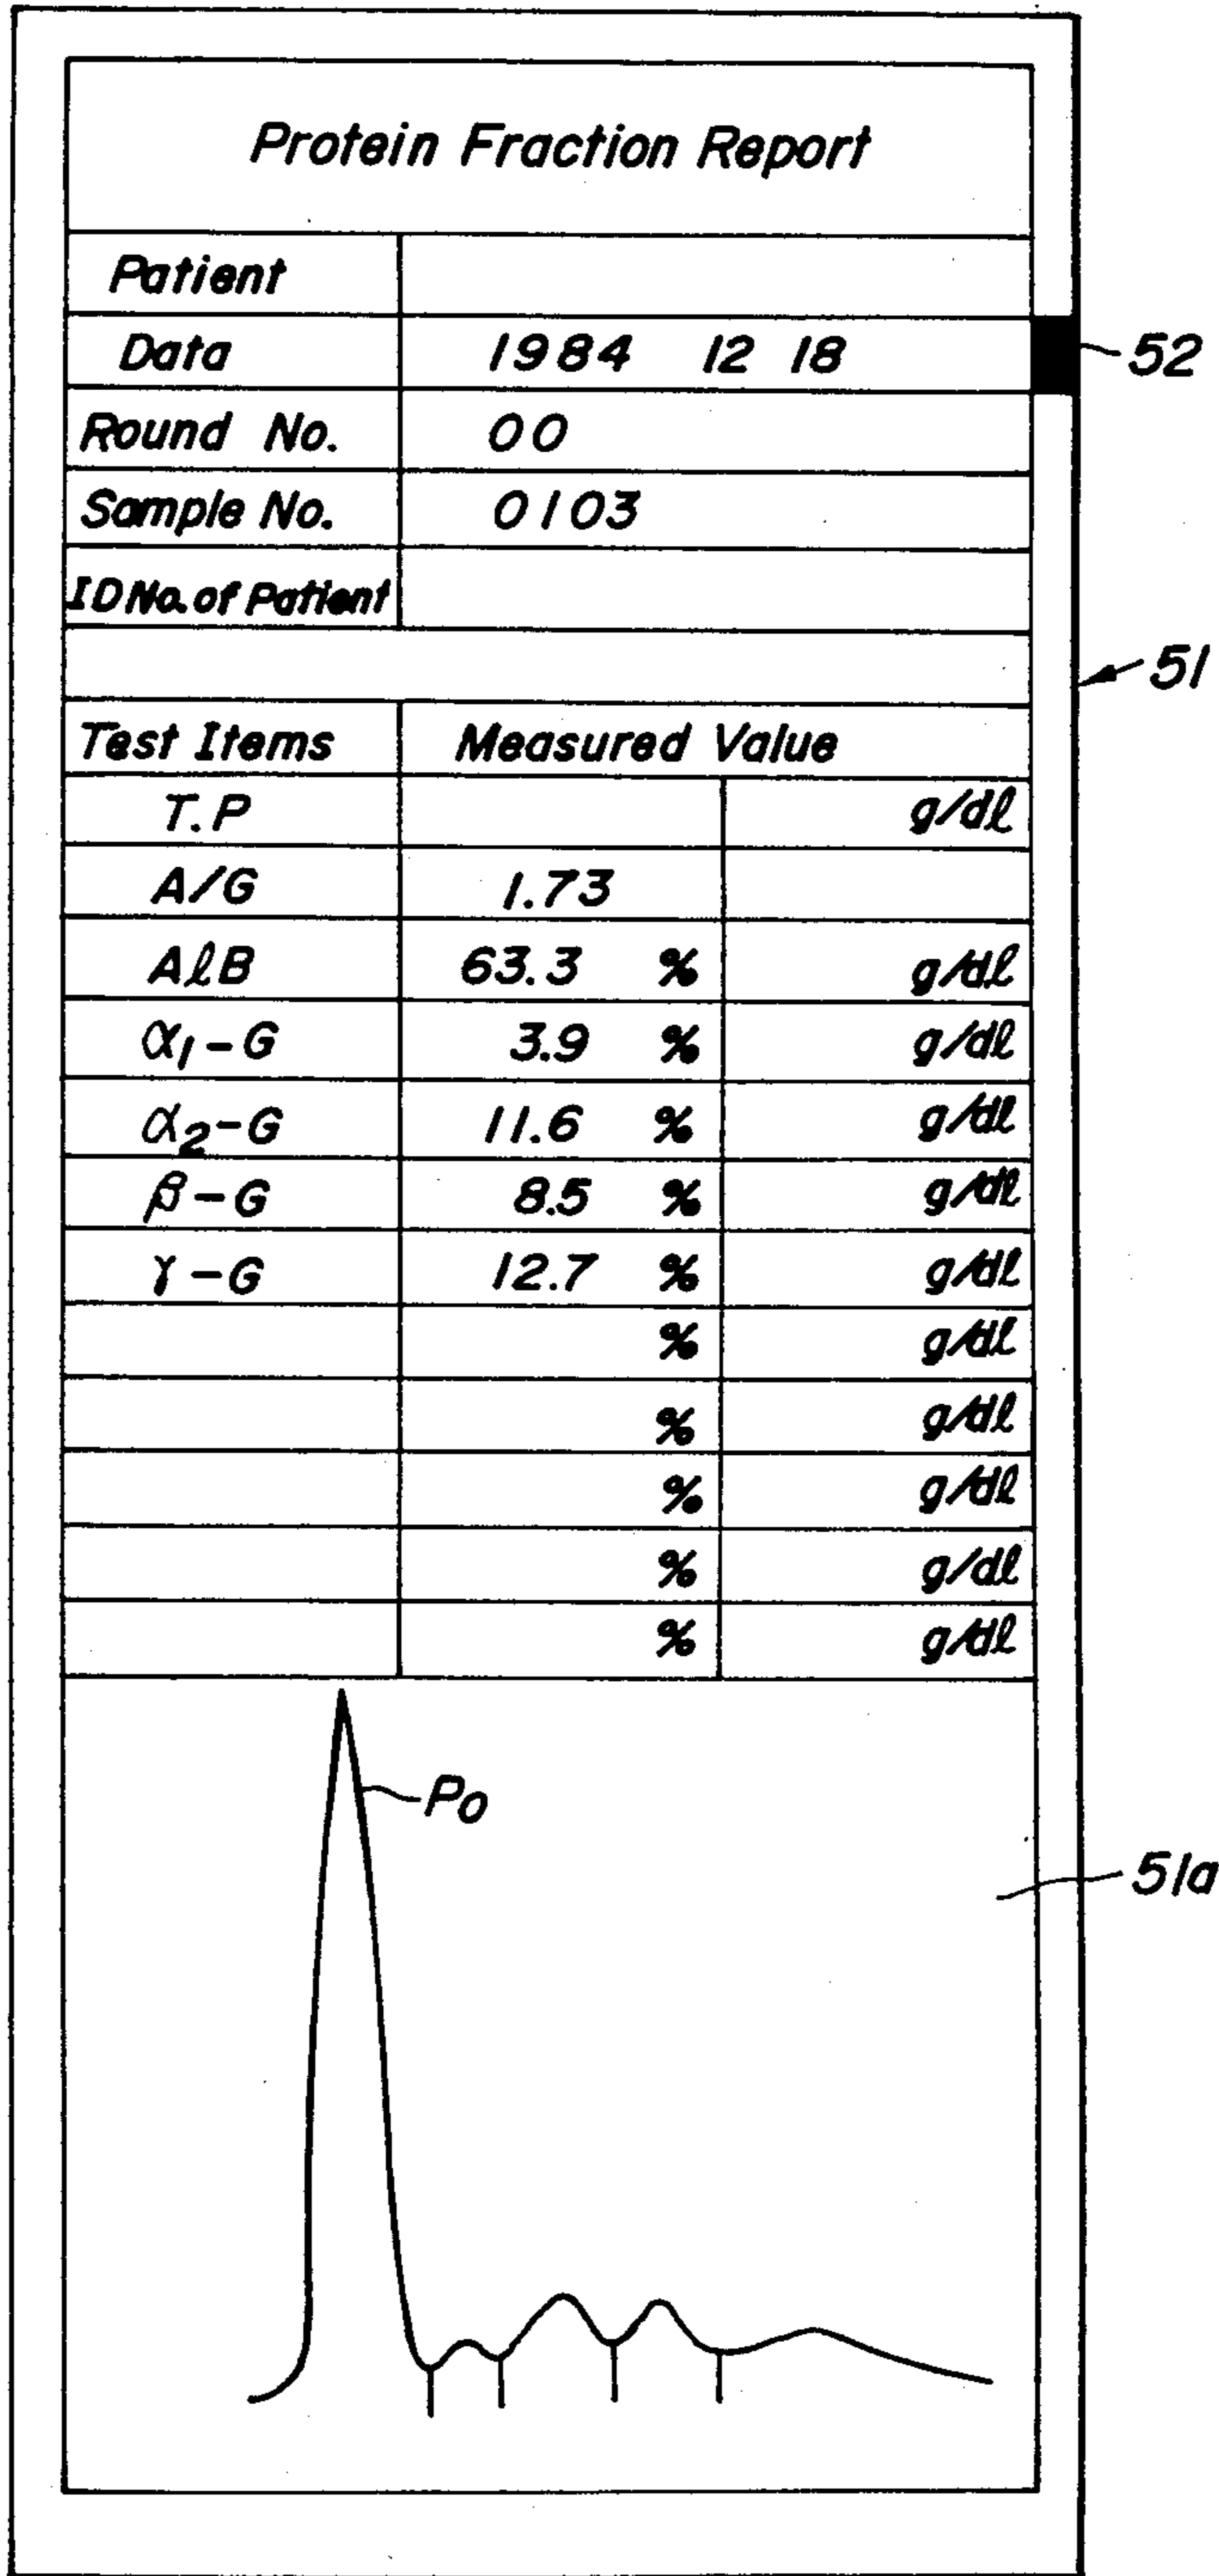 Protein Fraction Report
Patient
Data 1984 12 18
52
Round No. 00
Sample No. 0103
ID No. of Patient
51
Test Items Measured Value
T.P g/dl
A/G 1.73
AlB 63.3 % g/dl
α1-G 3.9 % g/dl
α2-G 11.6 % g/dl
β-G 8.5 % g/dl
γ-G 12.7 % g/dl
% g/dl
% g/dl
% g/dl
% g/dl
% g/dl
P0
51a